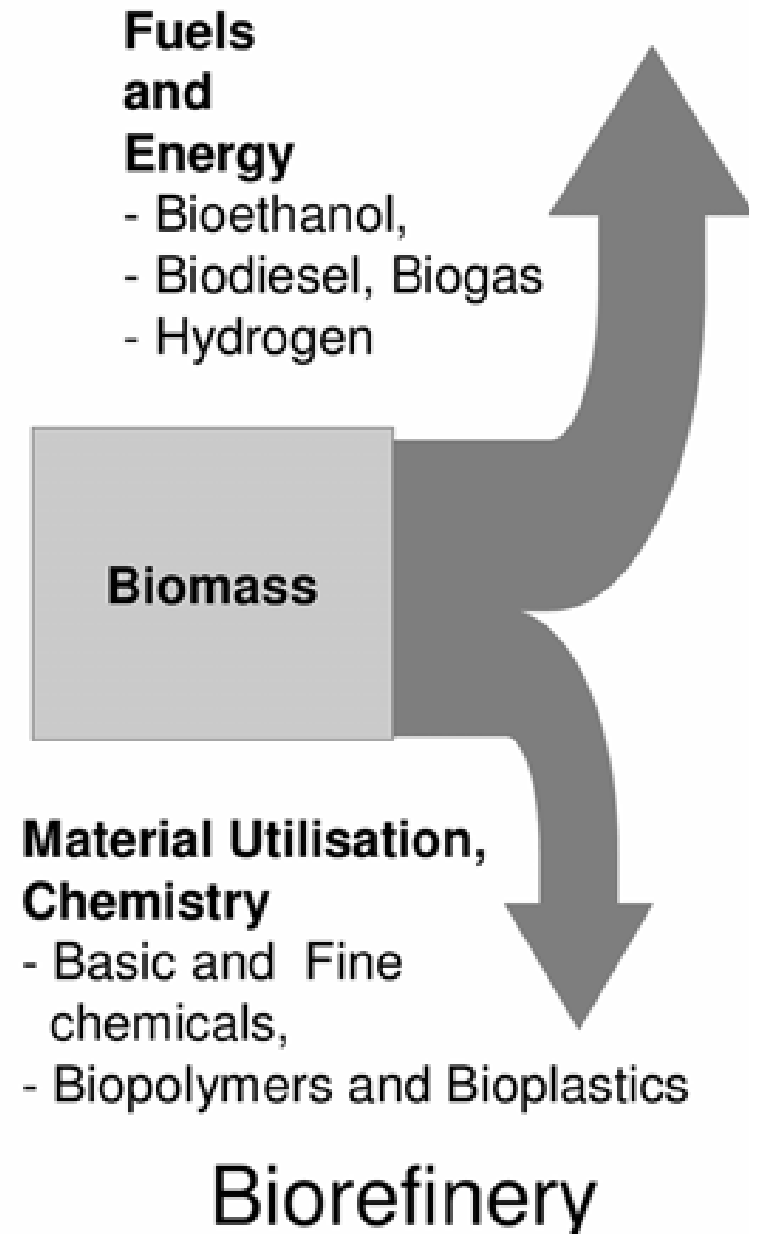 Fuels
and
Energy
- Bioethanol,
- Biodiesel, Biogas
- Hydrogen
Biomass
Material Utilisation,
Chemistry
- Basic and Fine
chemicals,
- Biopolymers and Bioplastics
Biorefinery